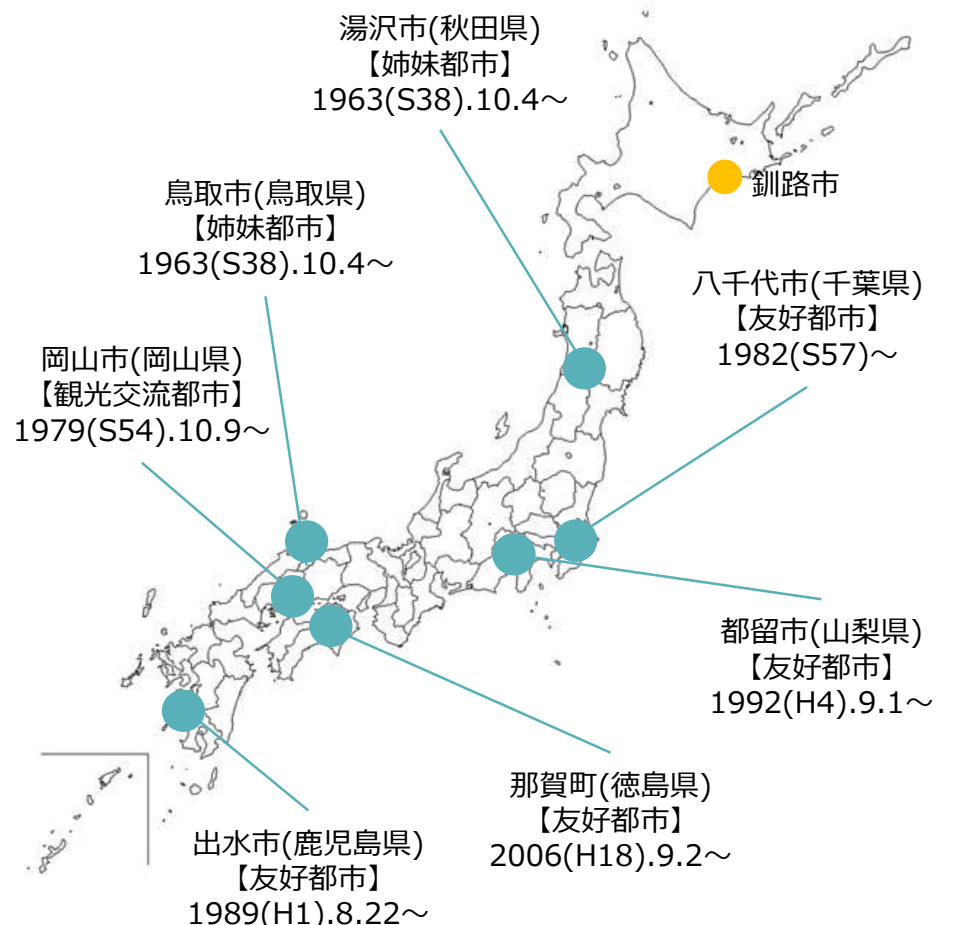 湯沢市(秋田県)
【姉妹都市】
1963(S38).10.4～
釧路市
鳥取市(鳥取県)
【姉妹都市】
1963(S38).10.4～
八千代市(千葉県)
【友好都市】
1982(S57)～
岡山市(岡山県)
【観光交流都市】
1979(S54).10.9～
都留市(山梨県)
【友好都市】
1992(H4).9.1～
那賀町(徳島県)
【友好都市】
2006(H18).9.2～
出水市(鹿児島県)
【友好都市】
1989(H1).8.22～